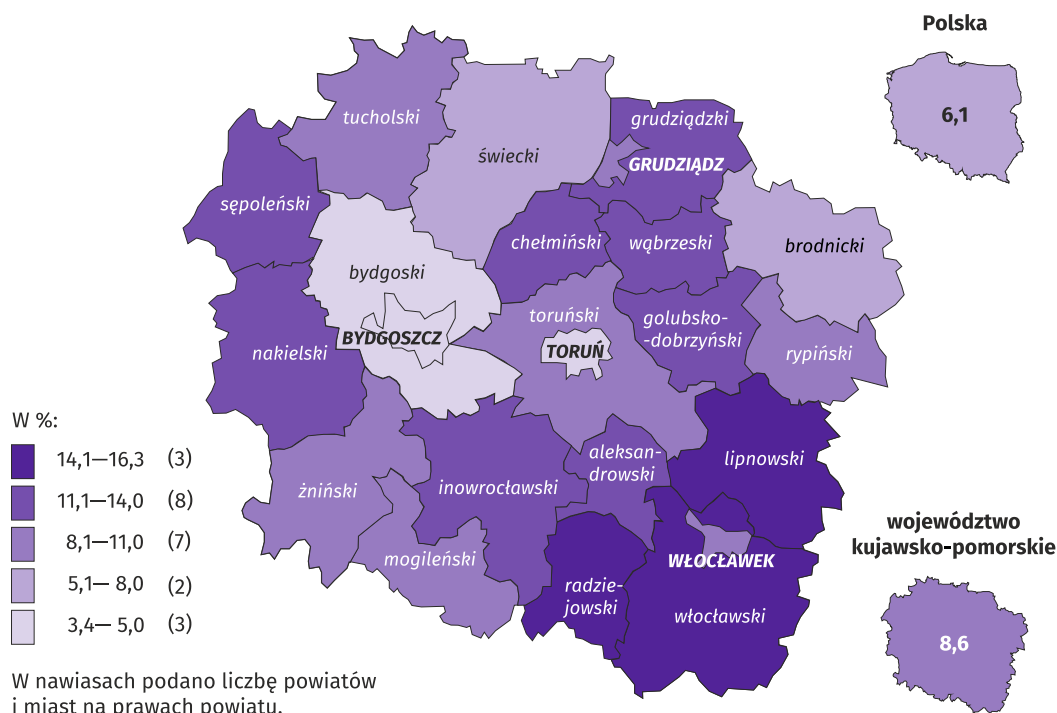 Polska
6,1
tucholski
świecki
grudziądzki
GRUDZIĄDZ
sępoleński
chełmiński
wąbrzeski
brodnicki
bydgoski
BYDGOSZCZ
toruński
TORUŃ
golubsko-
-dobrzyński
rypiński
nakielski
W %:
14,1—16,3 (3)
11,1—14,0 (8)
8,1—11,0 (7)
5,1— 8,0 (2)
3,4— 5,0 (3)
żniński
inowrocławski
aleksan-
drowski
lipnowski
mogileński
radzie-
jowski
WŁOCŁAWEK
włocławski
województwo
kujawsko-pomorskie
8,6
W nawiasach podano liczbę powiatów
i miast na prawach powiatu.